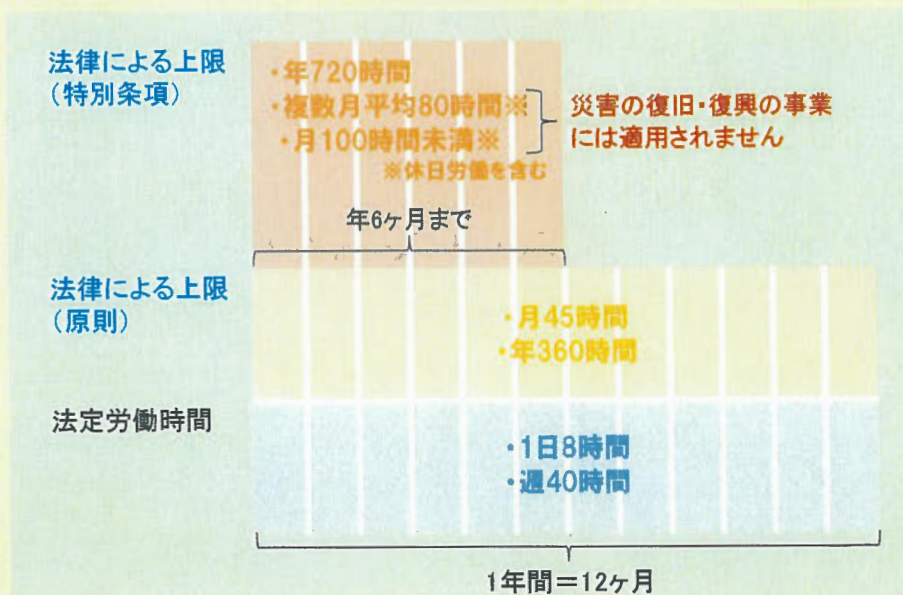 法律による上限
(特別条項)
・年720時間
・複数月平均80時間※
・月100時間未満※
※休日労働を含む
災害の復旧・復興の事業
には適用されません
年6ヶ月まで
法律による上限
(原則)
・月45時間
・年360時間
法定労働時間
・1日8時間
・週40時間
1年間=12ヶ月